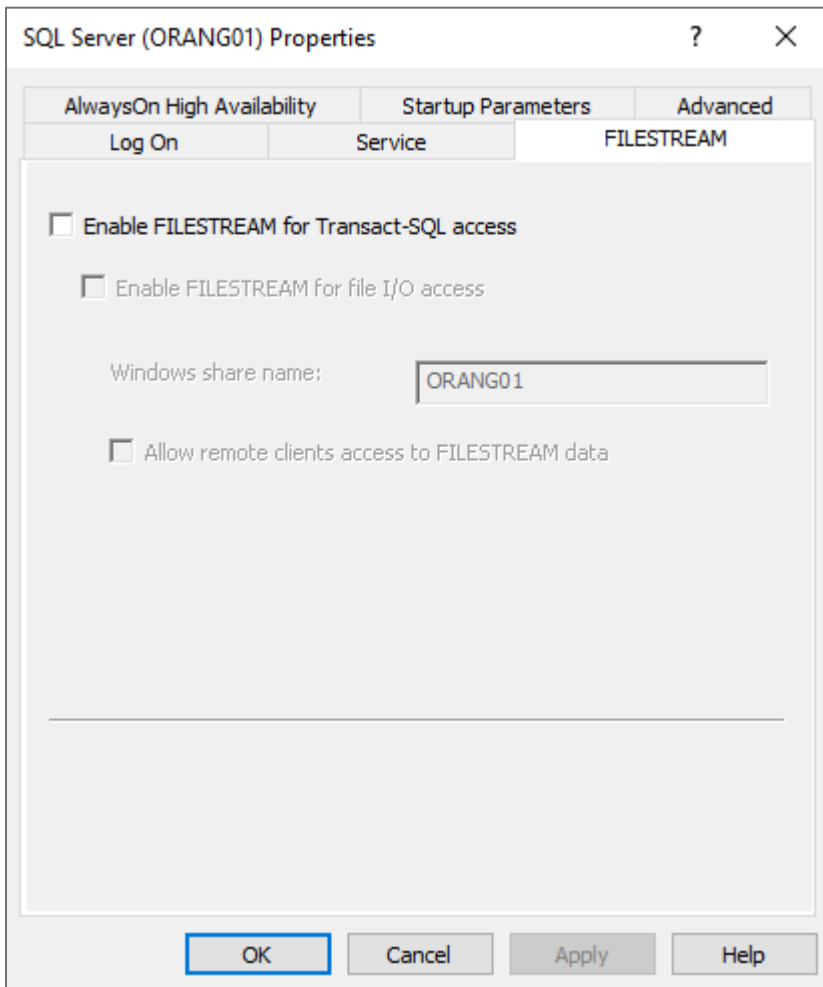 SQL Server (ORANG01) Properties ? ×
AlwaysOn High Availability Startup Parameters Advanced
Log On Service FILESTREAM
Enable FILESTREAM for Transact-SQL access
Enable FILESTREAM for file I/O access
Windows share name: ORANG01
Allow remote clients access to FILESTREAM data
OK Cancel Apply Help